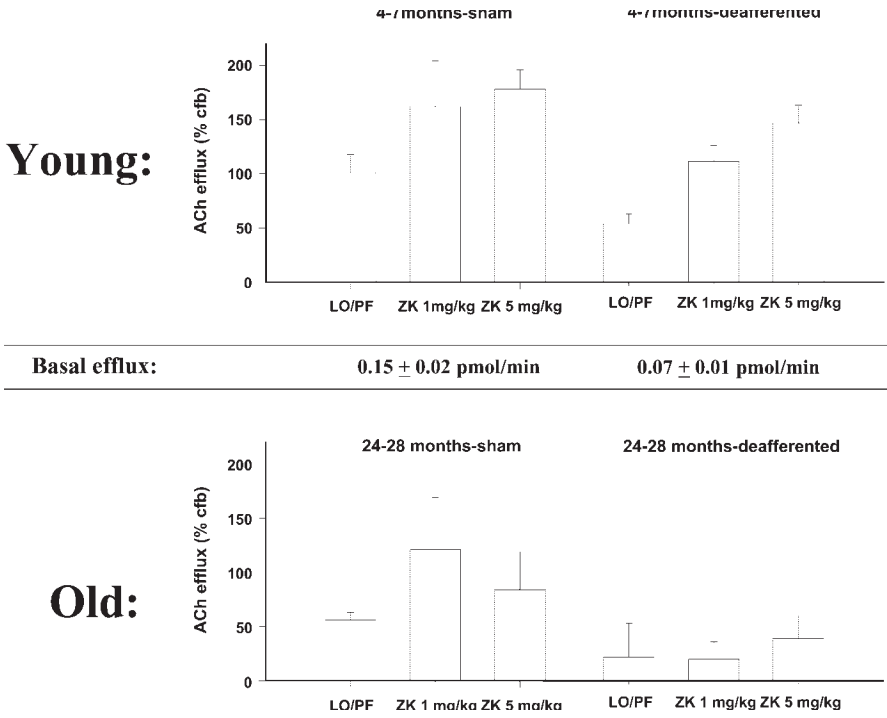 4-7months-sham 4-7months-deafferented
200
150
100
50
0
ACh efflux (% cfb)
Young:
LO/PF ZK 1mg/kg ZK 5 mg/kg LO/PF ZK 1mg/kg ZK 5 mg/kg
Basal efflux: 0.15 ± 0.02 pmol/min 0.07 ± 0.01 pmol/min
24-28 months-sham 24-28 months-deafferented
200
150
100
50
0
ACh efflux (% cfb)
Old:
LO/PF ZK 1 mg/kg ZK 5 mg/kg LO/PF ZK 1 mg/kg ZK 5 mg/kg